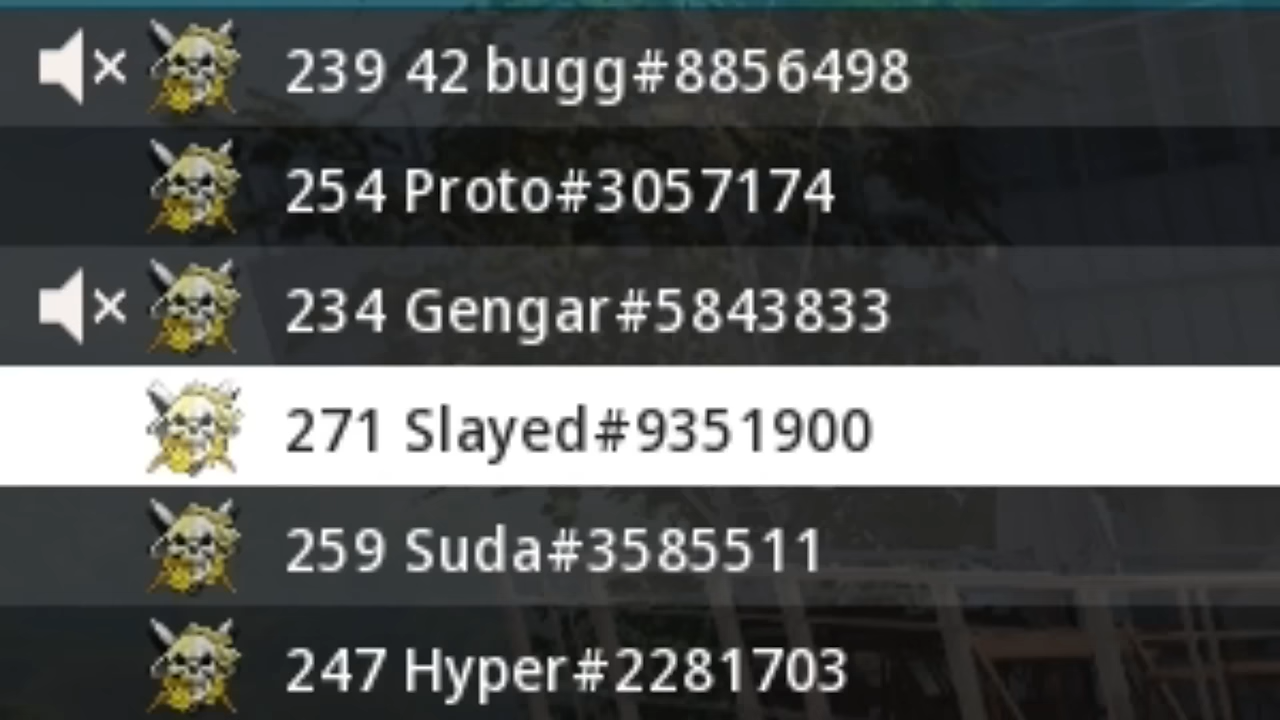 239 42 bugg#8856498
254 Proto#3057174
234 Gengar#5843833
271 Slayed#9351900
259 Suda#3585511
247 Hyper#2281703